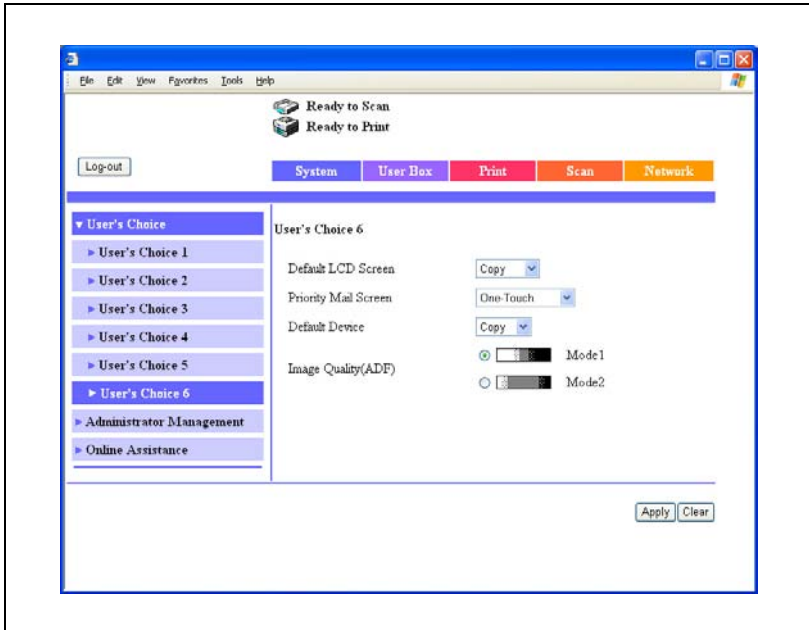 File Edit View Favorites Tools Help
Ready to Scan
Ready to Print
Log-out
System User Box Print Scan Network
User's Choice
User's Choice 1
User's Choice 2
User's Choice 3
User's Choice 4
User's Choice 5
User's Choice 6
Administrator Management
Online Assistance
User's Choice 6
Default LCD Screen Copy
Priority Mail Screen One-Touch
Default Device Copy
Image Quality(ADF) Mode1
Mode2
Apply Clear